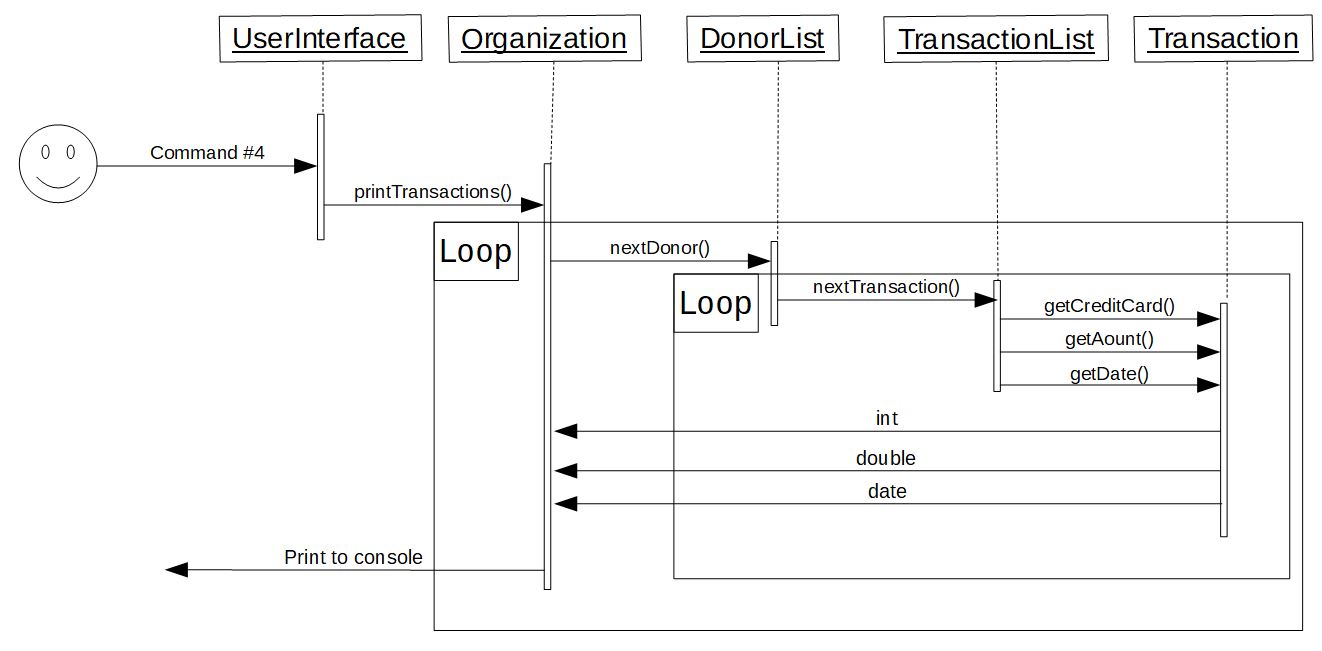 UserInterface
Organization
DonorList
TransactionList
Transaction
Command #4
printTransactions()
Loop
nextDonor()
Loop
nextTransaction()
getCreditCard()
getAount()
getDate()
int
double
date
Print to console